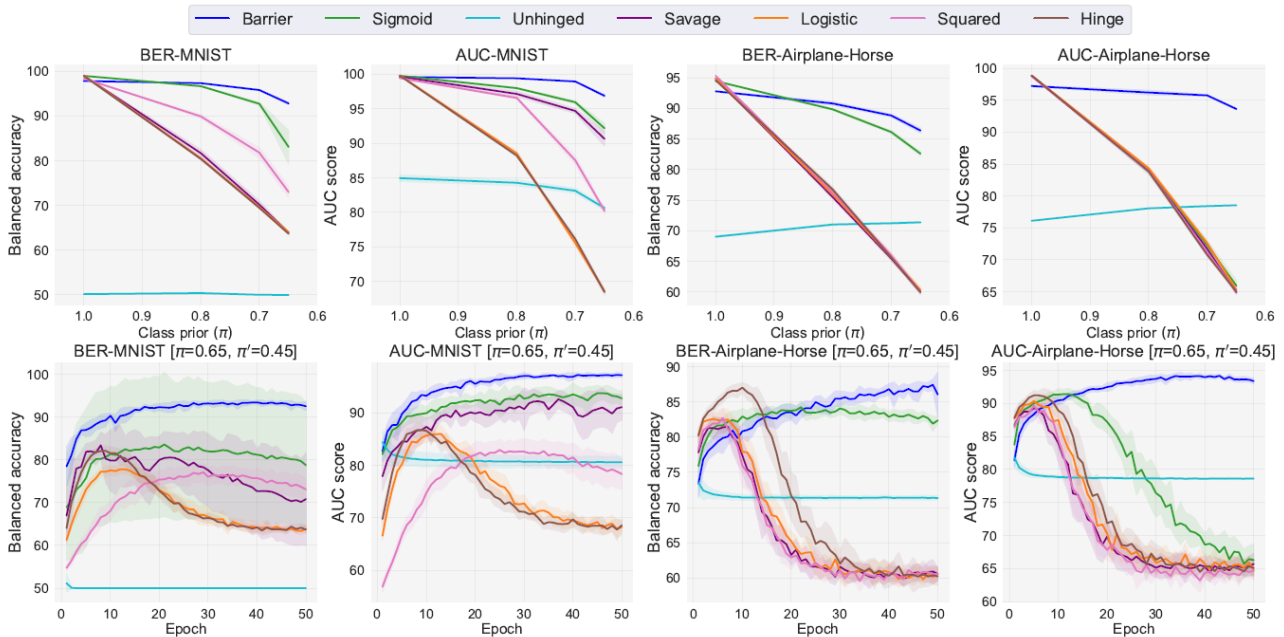 Barrier Sigmoid Unhinged Savage Logistic Squared Hinge
BER-MNIST
Balanced accuracy
100
90
80
70
60
50
1.0 0.9 0.8 0.7 0.6
Class prior (π)
AUC-MNIST
AUC score
100
95
90
85
80
75
70
1.0 0.9 0.8 0.7 0.6
Class prior (π)
BER-Airplane-Horse
Balanced accuracy
95
90
85
80
75
70
65
60
1.0 0.9 0.8 0.7 0.6
Class prior (π)
AUC-Airplane-Horse
AUC score
100
95
90
85
80
75
70
65
1.0 0.9 0.8 0.7 0.6
Class prior (π)
BER-MNIST [π=0.65, π′=0.45]
Balanced accuracy
100
90
80
70
60
50
0 10 20 30 40 50
Epoch
AUC-MNIST [π=0.65, π′=0.45]
AUC score
90
80
70
60
0 10 20 30 40 50
Epoch
BER-Airplane-Horse [π=0.65, π′=0.45]
Balanced accuracy
90
85
80
75
70
65
60
0 10 20 30 40 50
Epoch
AUC-Airplane-Horse [π=0.65, π′=0.45]
AUC score
95
90
85
80
75
70
65
60
0 10 20 30 40 50
Epoch